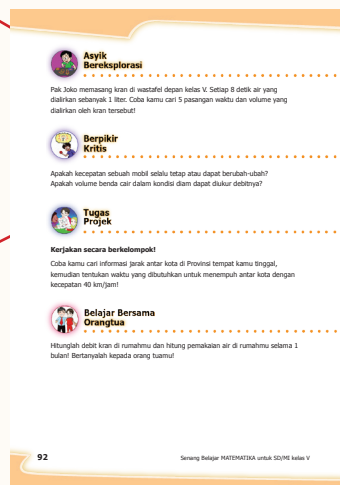 Asyik
Bereksplorasi
Pak Joko memasang kran di wastafel depan kelas V. Setiap 8 detik air yang
dialirkan sebanyak 1 liter. Coba kamu cari 5 pasangan waktu dan volume yang
dialirkan oleh kran tersebut!
Berpikir
Kritis
Apakah kecepatan sebuah mobil selalu tetap atau dapat berubah-ubah?
Apakah volume benda cair dalam kondisi diam dapat diukur debitnya?
Tugas
Projek
Kerjakan secara berkelompok!
Coba kamu cari informasi jarak antar kota di Provinsi tempat kamu tinggal,
kemudian tentukan waktu yang dibutuhkan untuk menempuh antar kota dengan
kecepatan 40 km/jam!
Belajar Bersama
Orangtua
Hitunglah debit kran di rumahmu dan hitung pemakaian air di rumahmu selama 1
bulan! Bertanyalah kepada orang tuamu!
92
Senang Belajar MATEMATIKA untuk SD/MI kelas V